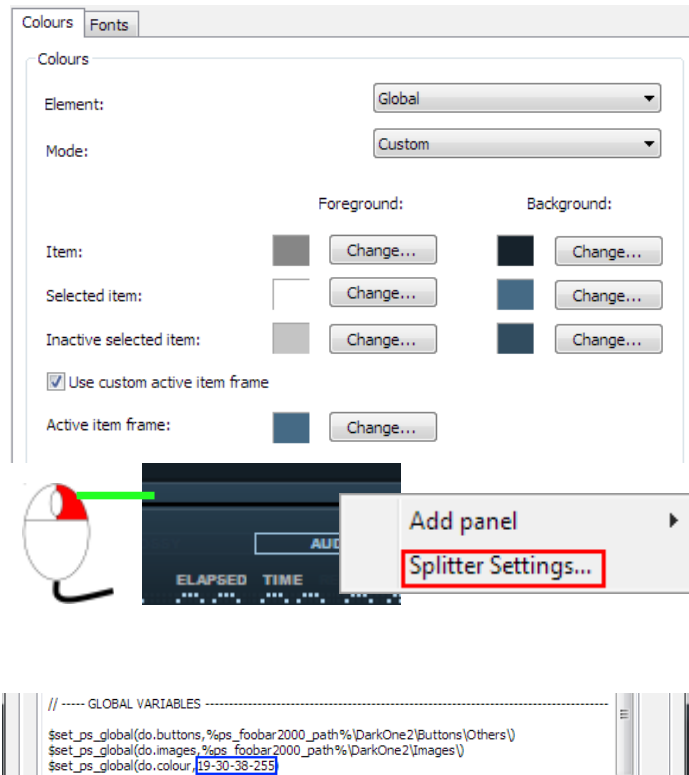 Colours Fonts
Colours
Element: Global
Mode: Custom
Foreground: Background:
Item: Change... Change...
Selected item: Change... Change...
Inactive selected item: Change... Change...
Use custom active item frame
Active item frame: Change...
Add panel
Splitter Settings...
ELAPSED TIME
// ----- GLOBAL VARIABLES -----------------------------------------------------------------------------------
$set_ps_global(do.buttons,%ps_foobar2000_path%\DarkOne2\Buttons\Others\)
$set_ps_global(do.images,%ps_foobar2000_path%\DarkOne2\Images\)
$set_ps_global(do.colour,19-30-38-255)